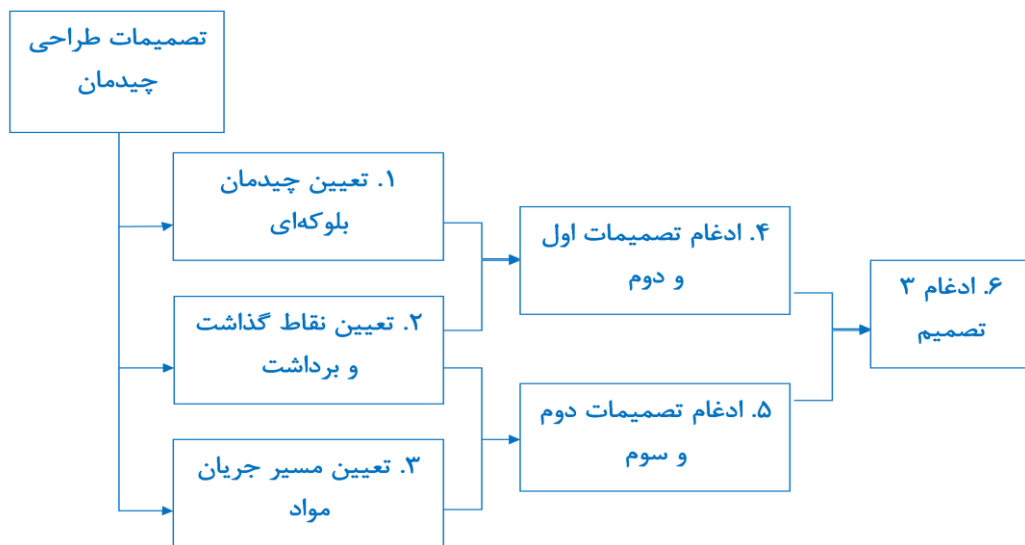 تصمیمات طراحی
چیدمان
۱. تعیین چیدمان
بلوکه‌ای
۲. تعیین نقاط گذاشت
و برداشت
۳. تعیین مسیر جریان
مواد
۴. ادغام تصمیمات اول
و دوم
۵. ادغام تصمیمات دوم
و سوم
۶. ادغام ۳
تصمیم